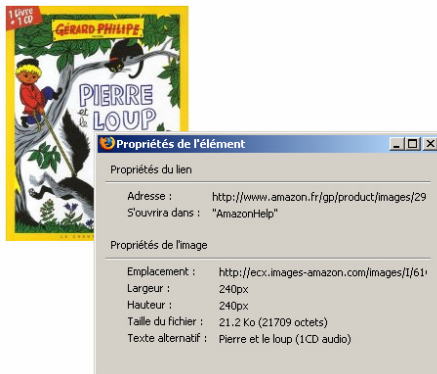 1 LIVRE
+ 1 CD
GÉRARD PHILIPE
PIERRE
et
le LOUP
Propriétés de l'élément
Propriétés du lien
Adresse : http://www.amazon.fr/gp/product/images/29
S'ouvrira dans : "AmazonHelp"
Propriétés de l'image
Emplacement : http://ecx.images-amazon.com/images/I/61
Largeur : 240px
Hauteur : 240px
Taille du fichier : 21.2 Ko (21709 octets)
Texte alternatif : Pierre et le loup (1CD audio)